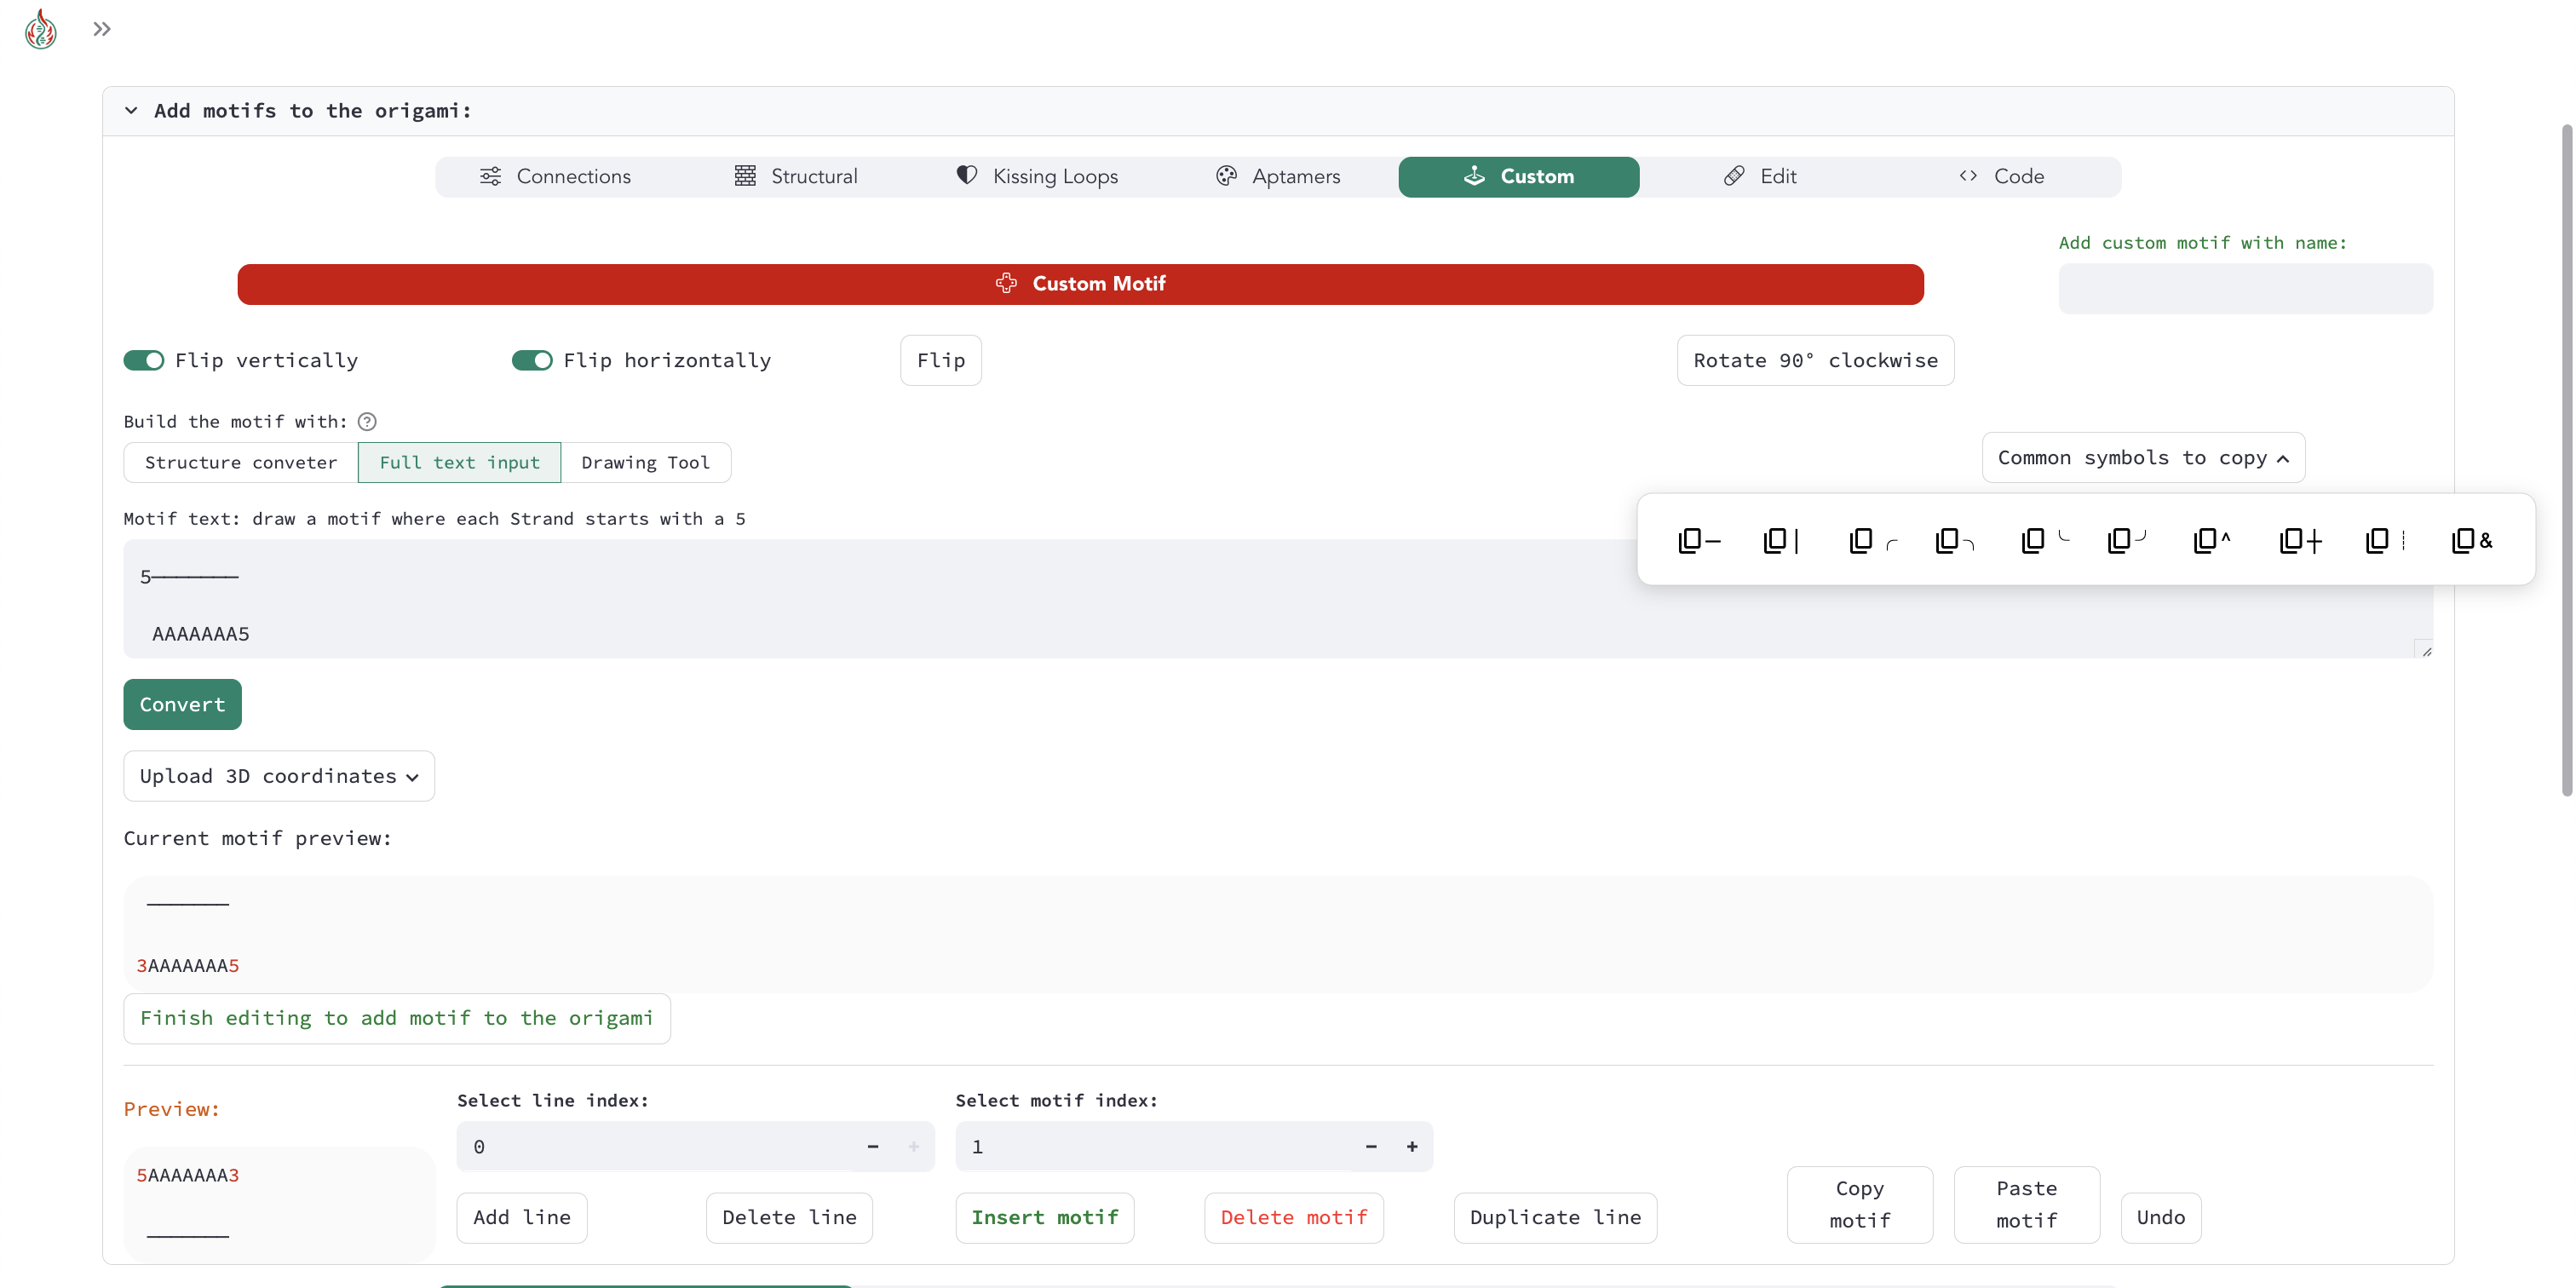 Add motifs to the origami:
Connections Structural Kissing Loops Aptamers Custom Edit Code
Add custom motif with name:
Custom Motif
Flip vertically Flip horizontally Flip Rotate 90° clockwise
Build the motif with:
Structure conveter Full text input Drawing Tool
Common symbols to copy
Motif text: draw a motif where each Strand starts with a 5
─ │ ╭ ╮ ╰ ╯ ^ ┼ ┊ &
5───────
AAAAAAA5
Convert
Upload 3D coordinates
Current motif preview:
───────
3AAAAAAA5
Finish editing to add motif to the origami
Preview:
Select line index: Select motif index:
0 - + 1 - +
5AAAAAAA3
───────
Add line Delete line Insert motif Delete motif Duplicate line
Copy motif
Paste motif
Undo